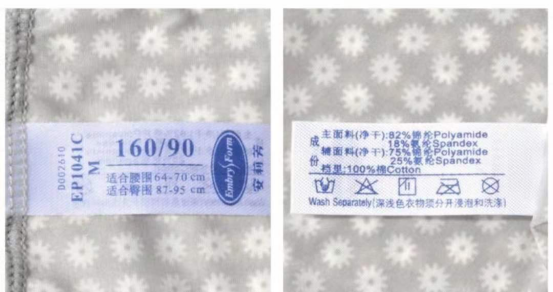 D002610
EP1041C
M
160/90
适合腰围 64-70 cm
适合臀围 87-95 cm
Embry Form
安莉芳
成份
主面料(净干):82%锦纶Polyamide
18%氨纶Spandex
辅面料(净干):75%锦纶Polyamide
25%氨纶Spandex
档里:100%棉Cotton
Wash Separately(深浅色衣物须分开浸泡和洗涤)